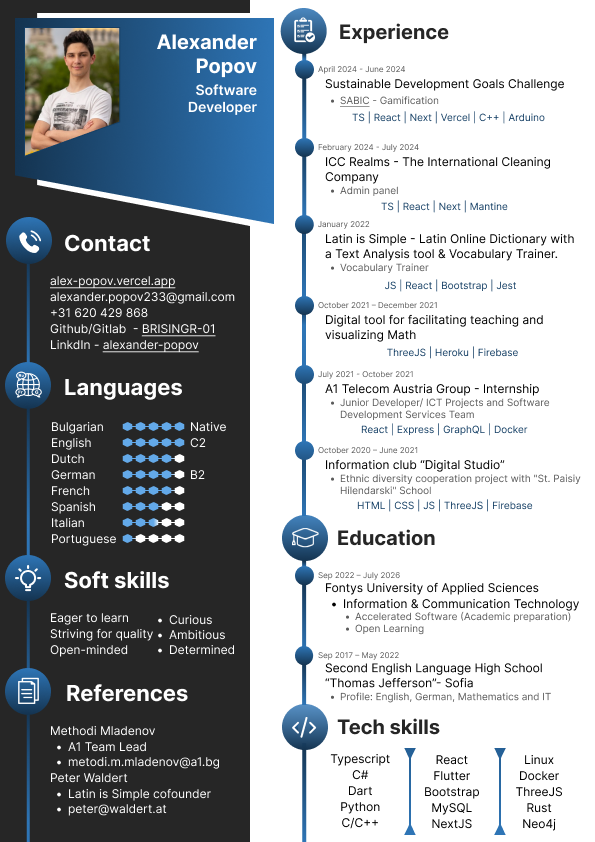 Alexander
Popov
Software
Developer
Contact
alex-popov.vercel.app
alexander.popov233@gmail.com
+31 620 429 868
Github/Gitlab - BRISINGR-01
LinkdIn - alexander-popov
Languages
Bulgarian Native
English C2
Dutch
German B2
French
Spanish
Italian
Portuguese
Soft skills
Eager to learn
Striving for quality
Open-minded
• Curious
• Ambitious
• Determined
References
Methodi Mladenov
• A1 Team Lead
• metodi.m.mladenov@a1.bg
Peter Waldert
• Latin is Simple cofounder
• peter@waldert.at
Experience
April 2024 - June 2024
Sustainable Development Goals Challenge
• SABIC - Gamification
TS | React | Next | Vercel | C++ | Arduino
February 2024 - July 2024
ICC Realms - The International Cleaning
Company
• Admin panel
TS | React | Next | Mantine
January 2022
Latin is Simple - Latin Online Dictionary with
a Text Analysis tool & Vocabulary Trainer.
• Vocabulary Trainer
JS | React | Bootstrap | Jest
October 2021 – December 2021
Digital tool for facilitating teaching and
visualizing Math
ThreeJS | Heroku | Firebase
July 2021 - October 2021
A1 Telecom Austria Group - Internship
• Junior Developer/ ICT Projects and Software
Development Services Team
React | Express | GraphQL | Docker
October 2020 – June 2021
Information club “Digital Studio”
• Ethnic diversity cooperation project with "St. Paisiy
Hilendarski" School
HTML | CSS | JS | ThreeJS | Firebase
Education
Sep 2022 – July 2026
Fontys University of Applied Sciences
• Information & Communication Technology
• Accelerated Software (Academic preparation)
• Open Learning
Sep 2017 – May 2022
Second English Language High School
“Thomas Jefferson”- Sofia
• Profile: English, German, Mathematics and IT
Tech skills
Typescript
C#
Dart
Python
C/C++
React
Flutter
Bootstrap
MySQL
NextJS
Linux
Docker
ThreeJS
Rust
Neo4j